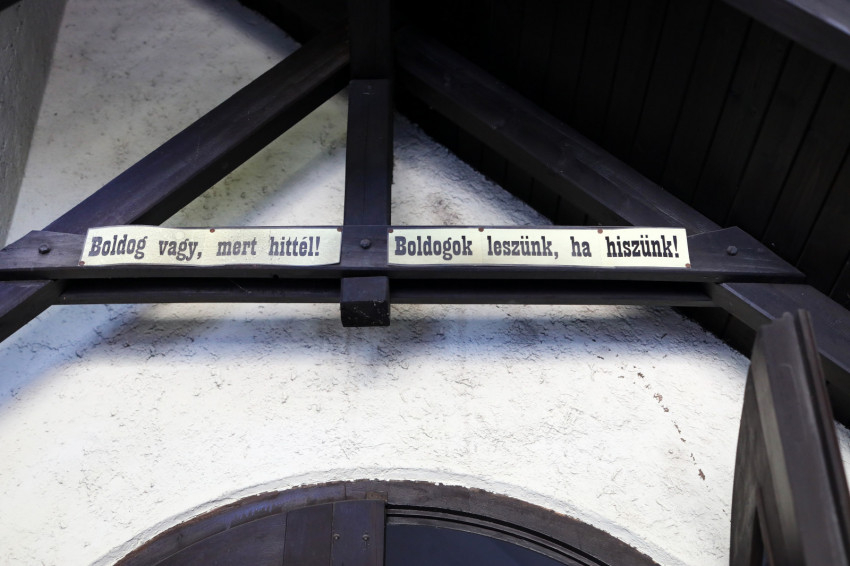 Boldog vagy, mert hittél! Boldogok leszünk, ha hiszünk!